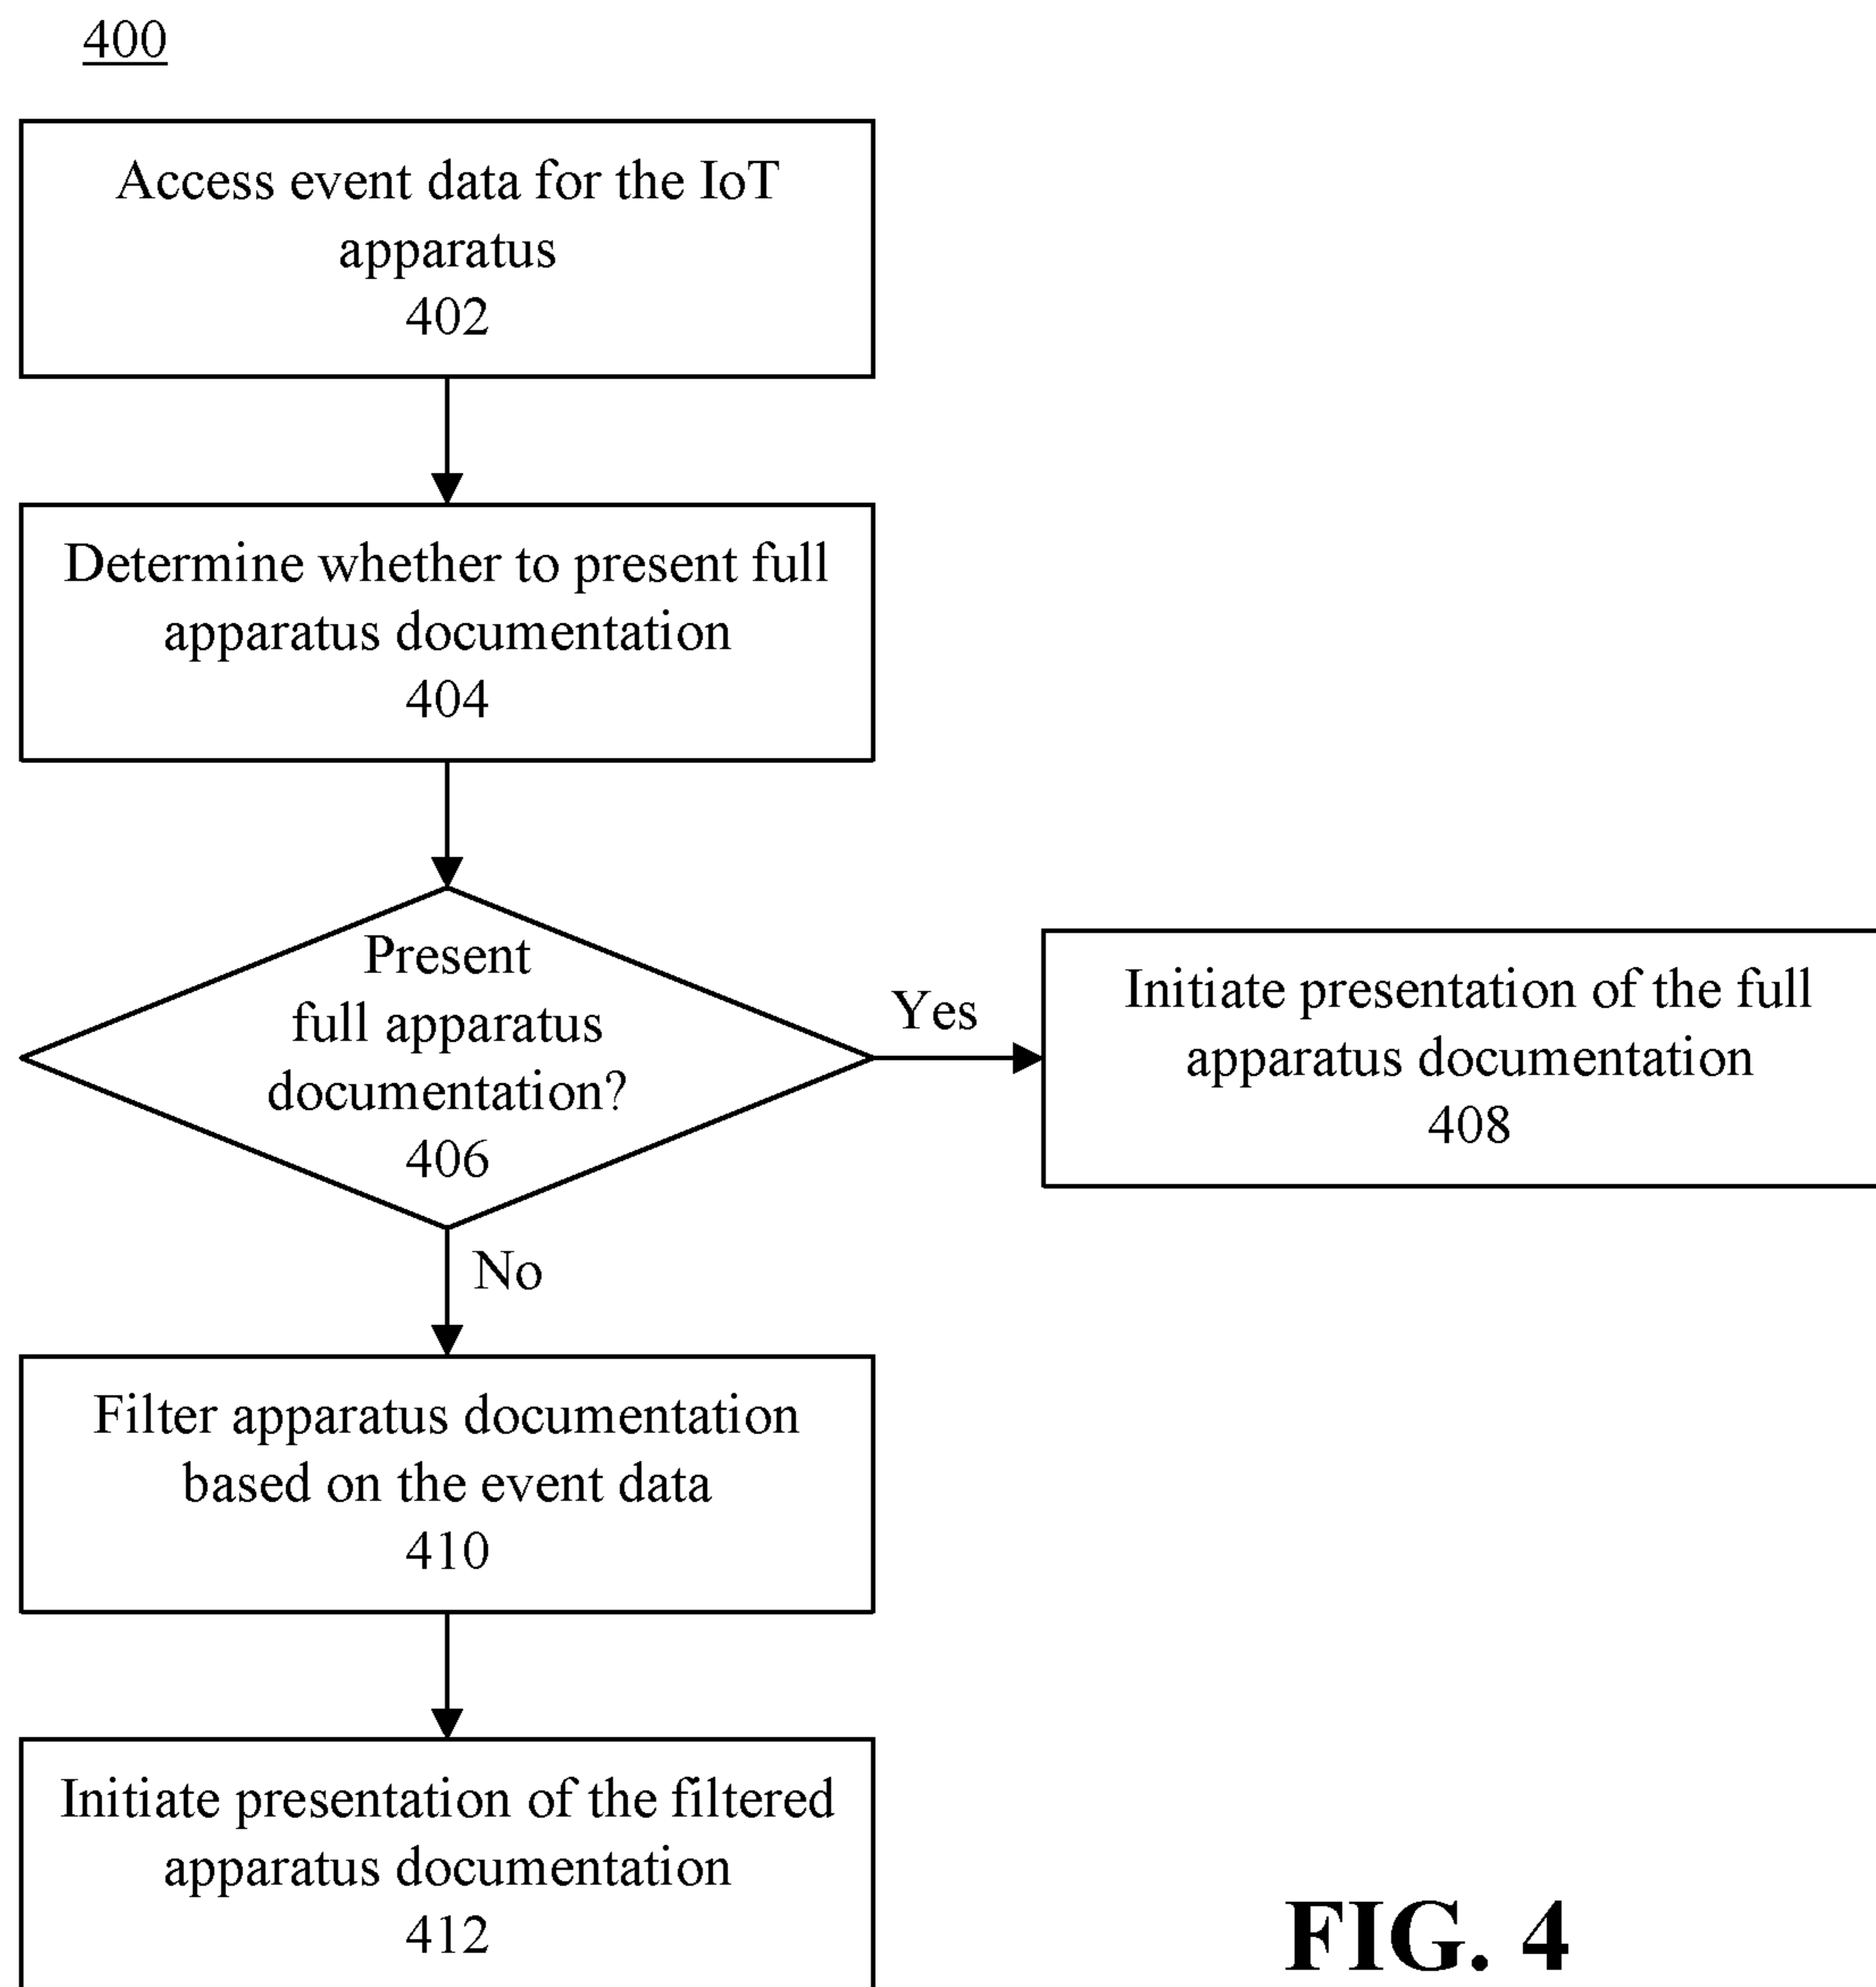 400
Access event data for the IoT
apparatus
402
Determine whether to present full
apparatus documentation
404
Present
full apparatus
documentation?
406
Yes
Initiate presentation of the full
apparatus documentation
408
No
Filter apparatus documentation
based on the event data
410
Initiate presentation of the filtered
apparatus documentation
412
FIG. 4